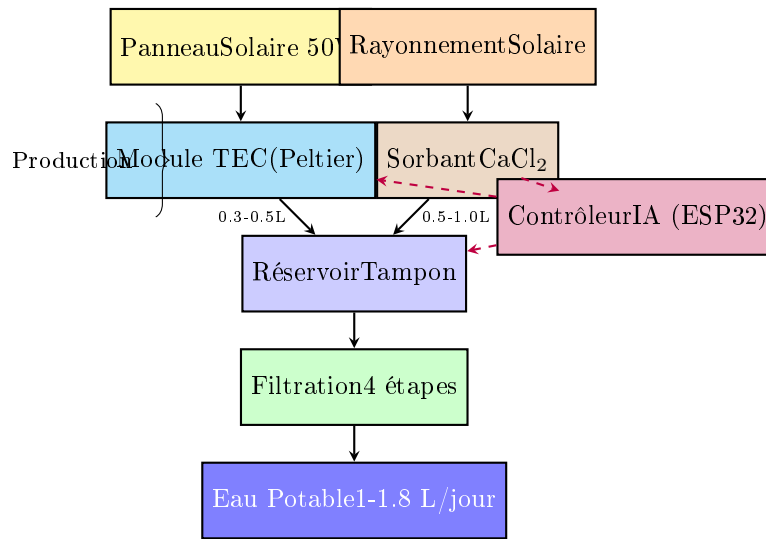 PanneauSolaire 50
RayonnementSolaire
Production
Module TEC(Peltier)
SorbantCaCl₂
ContrôleurIA (ESP32)
0.3-0.5L
0.5-1.0L
RéservoirTampon
Filtration4 étapes
Eau Potable1-1.8 L/jour